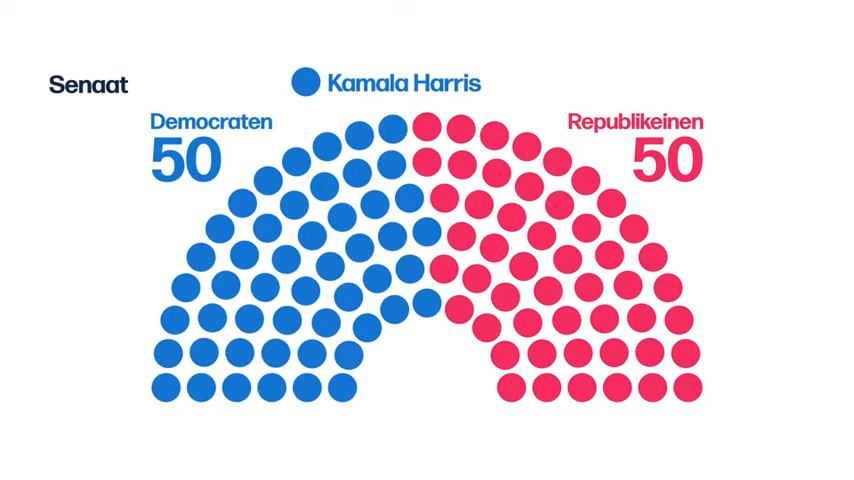 Senaat
Kamala Harris
Democraten
50
Republikeinen
50